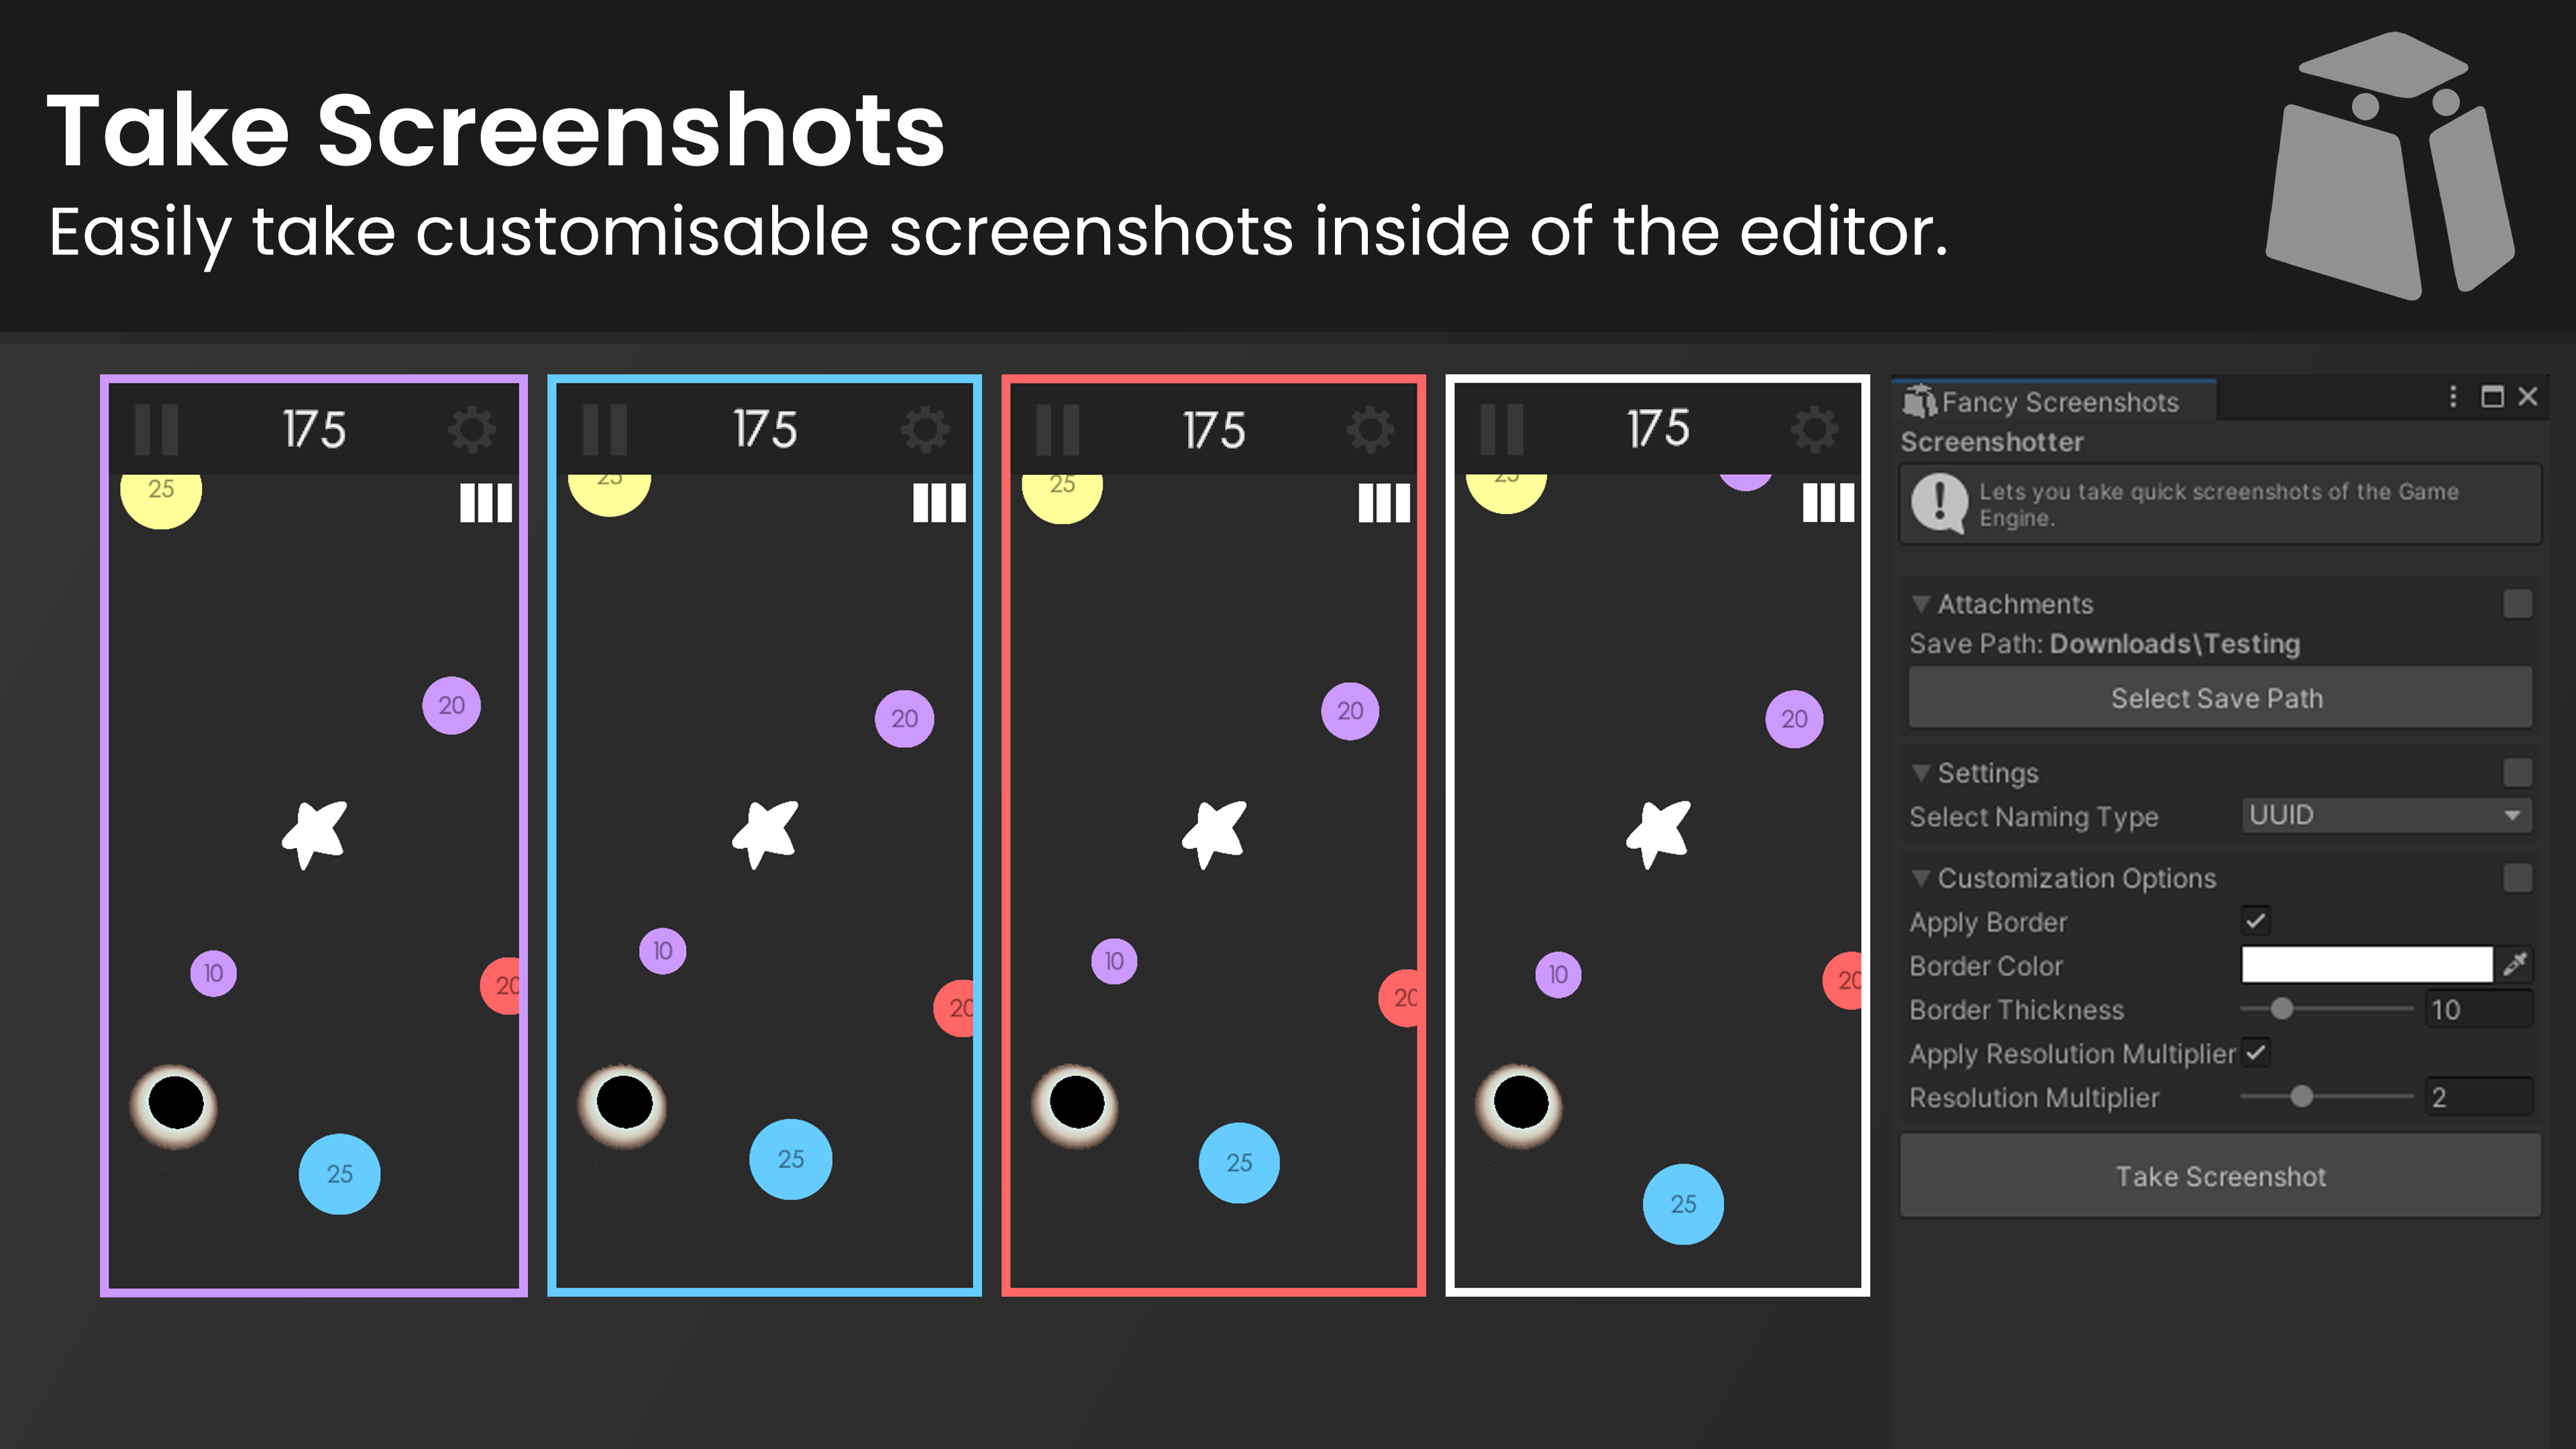 Take Screenshots
Easily take customisable screenshots inside of the editor.
175
25
20
10
20
25
175
25
20
10
20
25
175
25
20
10
20
25
175
25
20
10
20
25
Fancy Screenshots
Screenshotter
Lets you take quick screenshots of the Game
Engine.
Attachments
Save Path: Downloads\Testing
Select Save Path
Settings
Select Naming Type UUID
Customization Options
Apply Border
Border Color
Border Thickness 10
Apply Resolution Multiplier
Resolution Multiplier 2
Take Screenshot